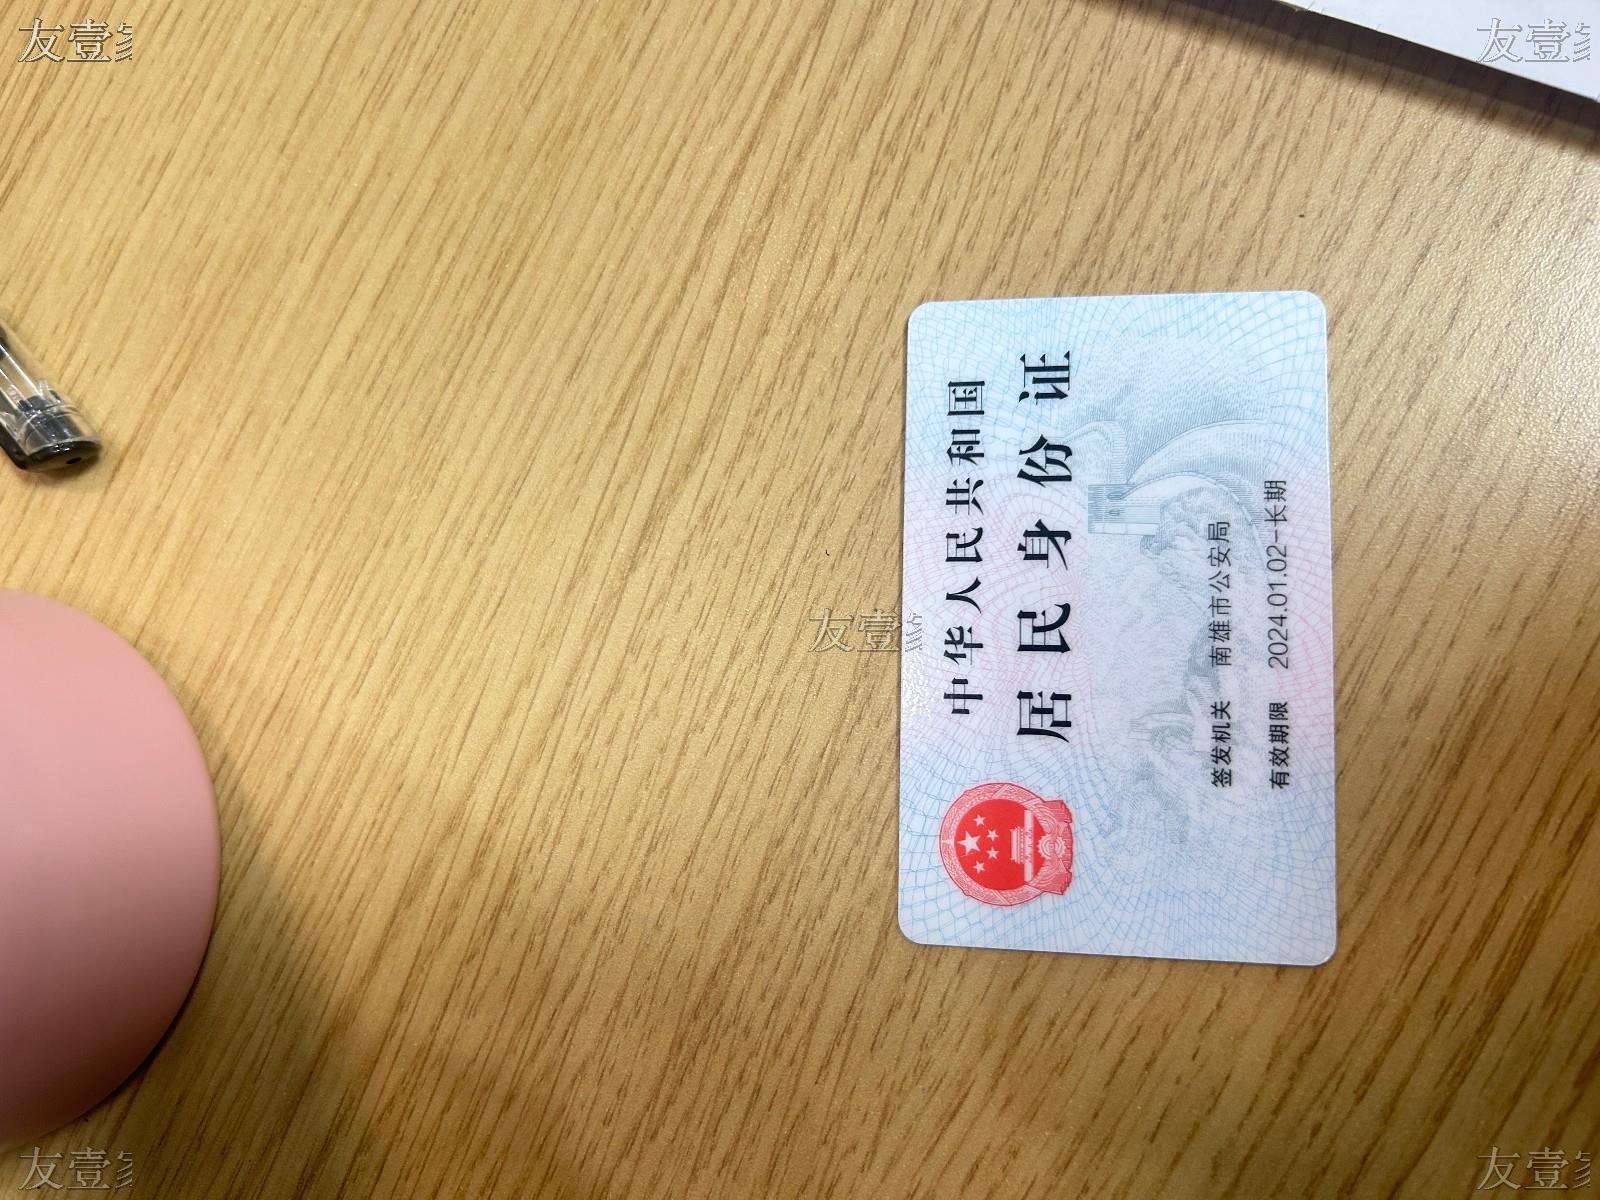 友壹
友壹
中华人民共和国
居民身份证
签发机关 南雄市公安局
有效期限 2024.01.02-长期
友壹
友壹
友壹